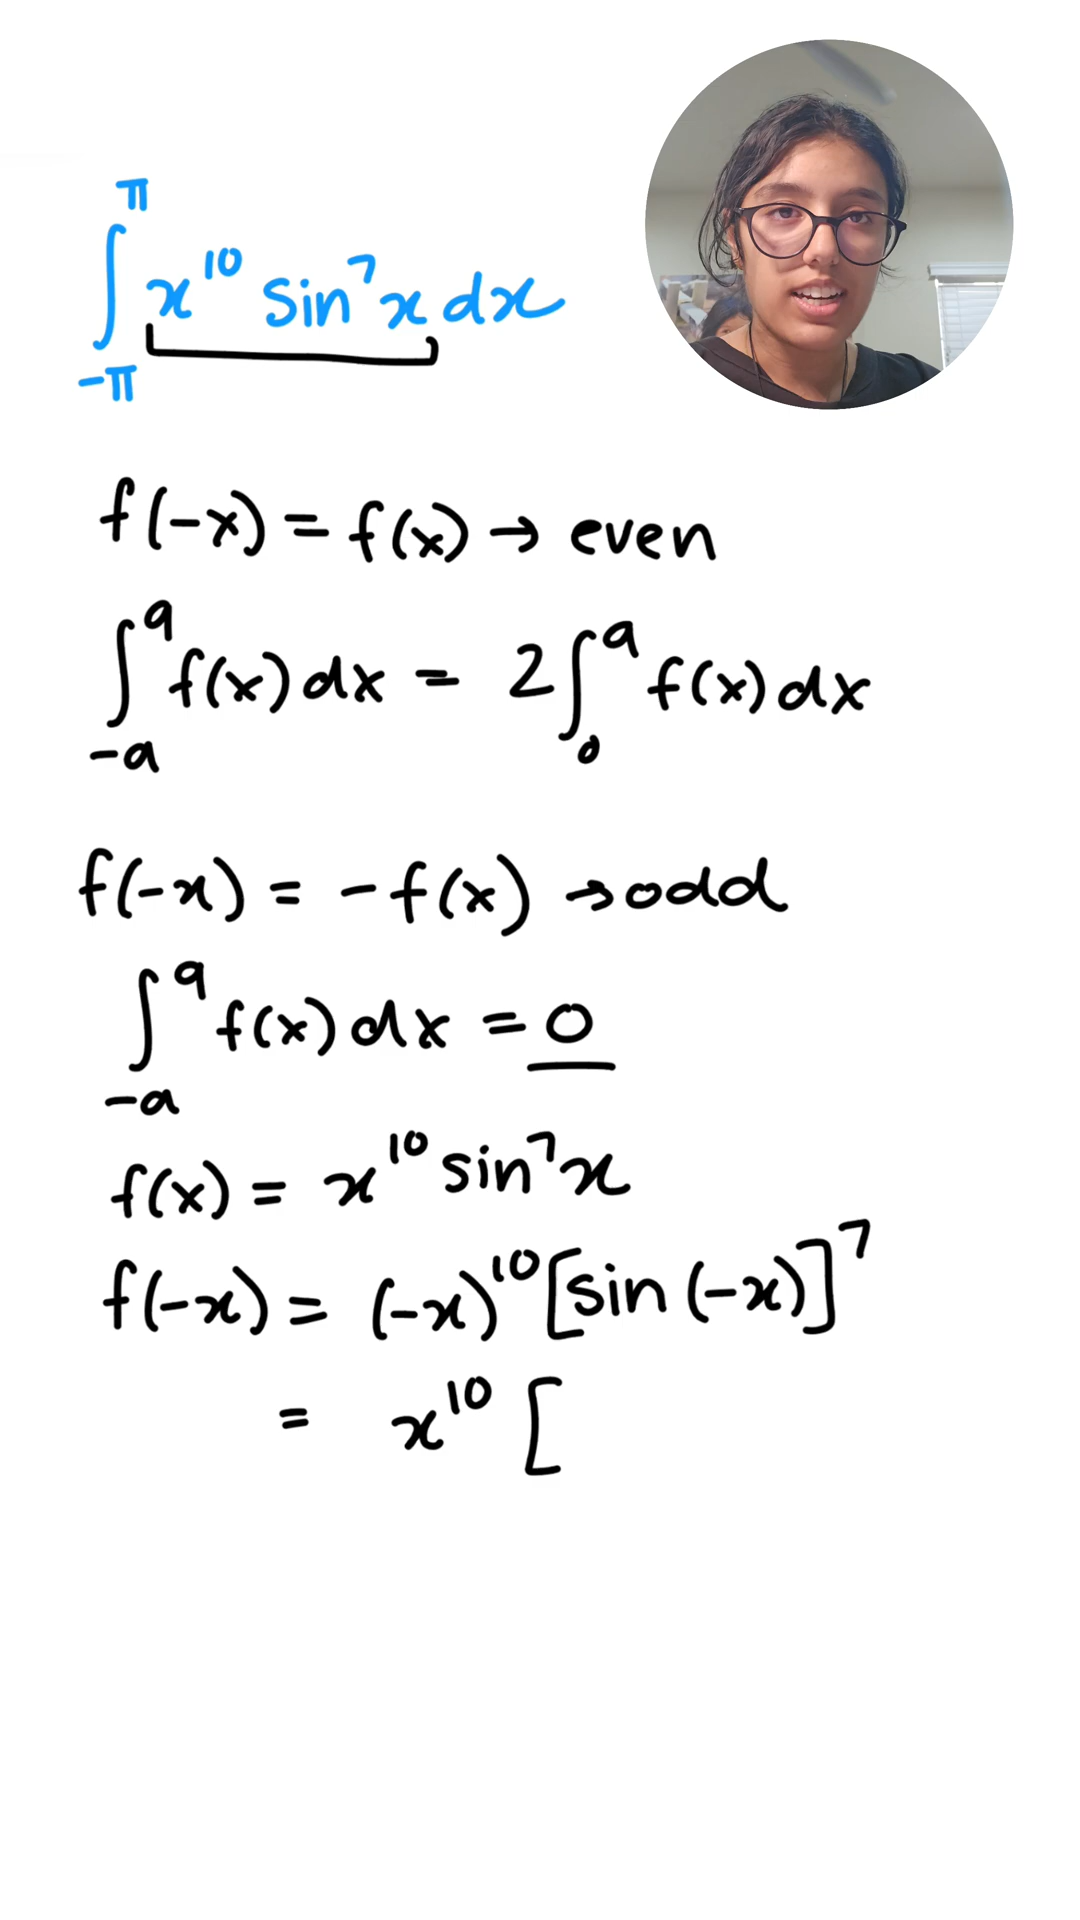 ∫_{-π}^{π} x^{10} sin^7 x dx
f(-x) = f(x) → even
∫_{-a}^{a} f(x) dx = 2∫_{0}^{a} f(x) dx
f(-x) = -f(x) → odd
∫_{-a}^{a} f(x) dx = 0
f(x) = x^{10} sin^7 x
f(-x) = (-x)^{10} [sin (-x)]^7
= x^{10} [